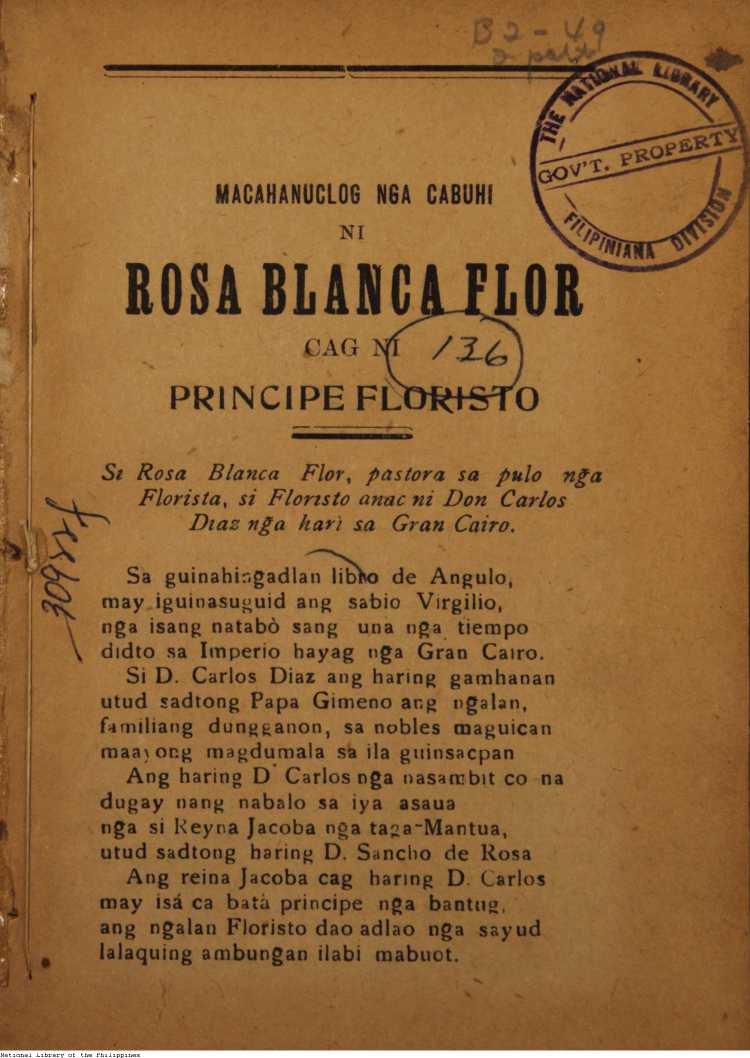 B2-49
THE NATIONAL LIBRARY
GOV'T. PROPERTY
FILIPINIANA DIVISION
MACAHANUCLOG NGA CABUHI
NI
ROSA BLANCA FLOR
CAG NI
136
PRINCIPE FLORISTO
Si Rosa Blanca Flor, pastora sa pulo nga
Florista, si Floristo anac ni Don Carlos
Diaz ng̃a hari sa Gran Cairo.
Sa guinahing̃adlan libro de Angulo,
may iguinasuguid ang sabio Virgilio,
nga isang natabò sang una nga tiempo
didto sa Imperio hayag nga Gran Cairo.
Si D. Carlos Diaz ang haring gamhanan
utud sadtong Papa Gimeno ang ngalan,
familiang dungganon, sa nobles maguican
maayong magdumala sa ila guinsacpan
Ang haring D Carlos nga nasambit co na
dugay nang nabalo sa iya asaua
nga si Reyna Jacoba nga taga-Mantua,
utud sadtong haring D. Sancho de Rosa
Ang reina Jacoba cag haring D. Carlos
may isá ca batà principe nga bantug,
ang ngalan Floristo dao adlao nga sayud
lalaquing ambungan ilabi mabuot.
National Library of the Philippines